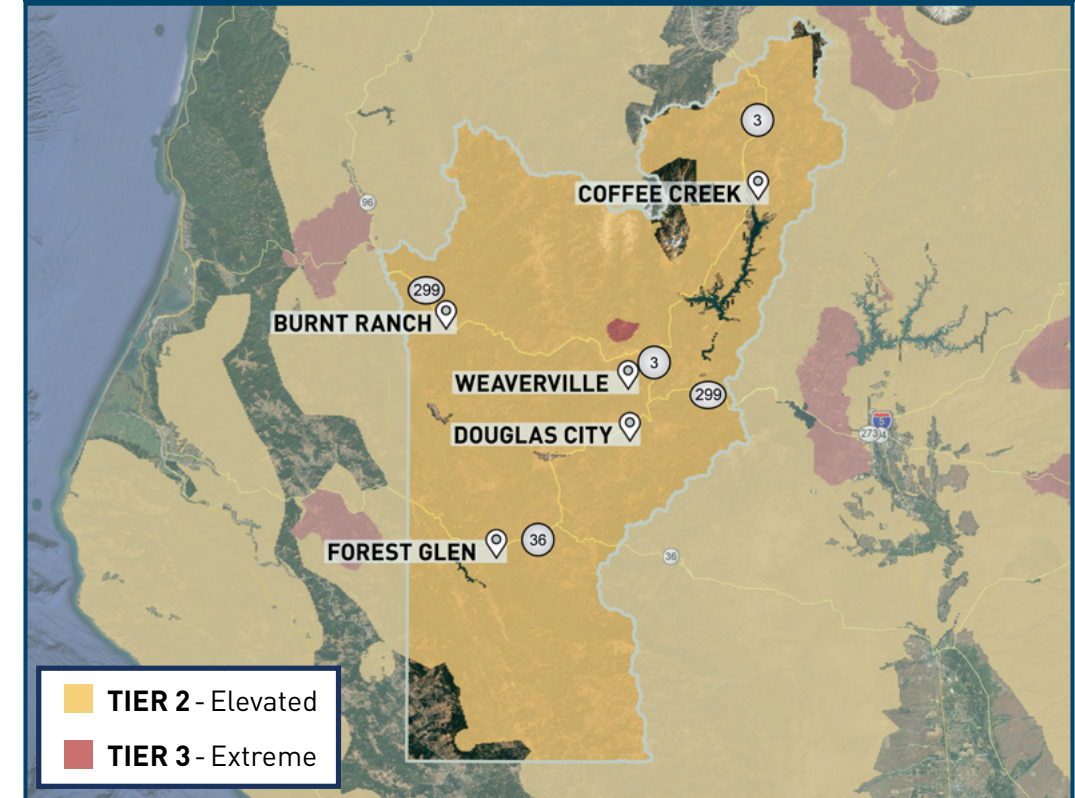 3
COFFEE CREEK
96
299
BURNT RANCH
3
WEAVERVILLE
299
DOUGLAS CITY
5
273
36
FOREST GLEN
36
TIER 2 - Elevated
TIER 3 - Extreme